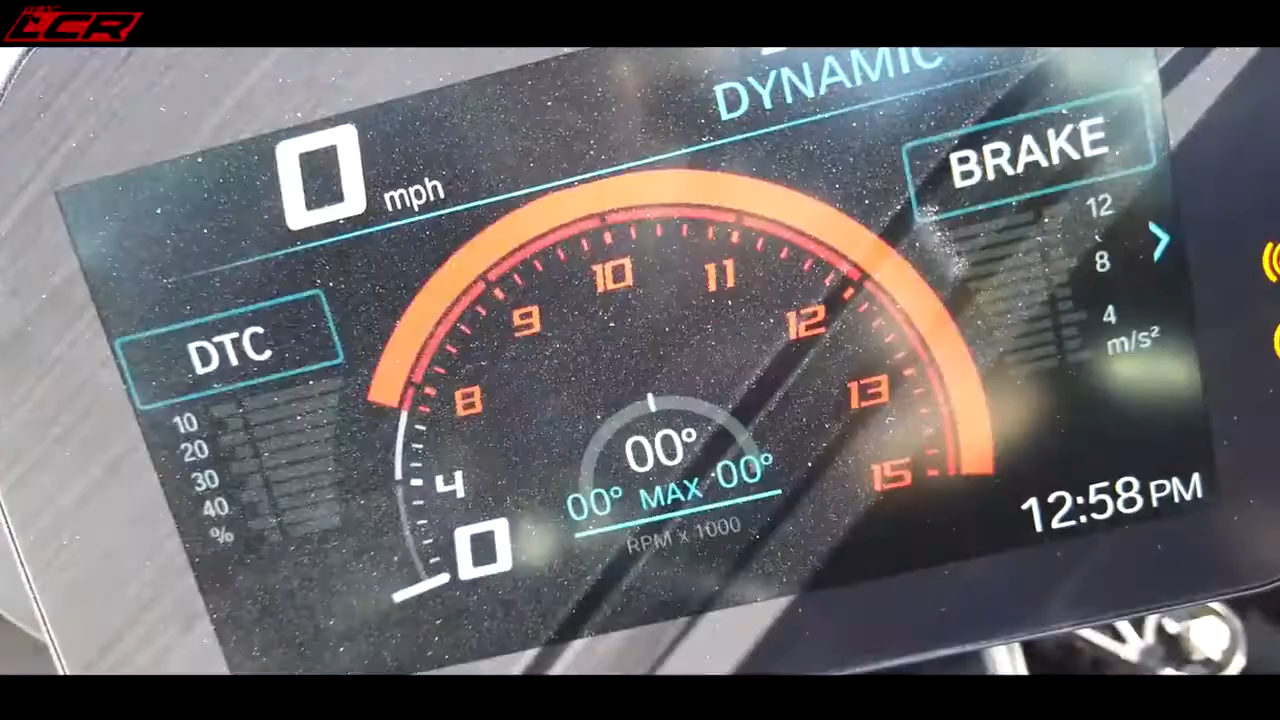 LCR
DYNAMIC
0 mph
BRAKE
12
8
4
m/s²
DTC
10
20
30
40
%
0
4
8
9
10
11
12
13
15
00°
00° MAX 00°
RPM x 1000
12:58 PM